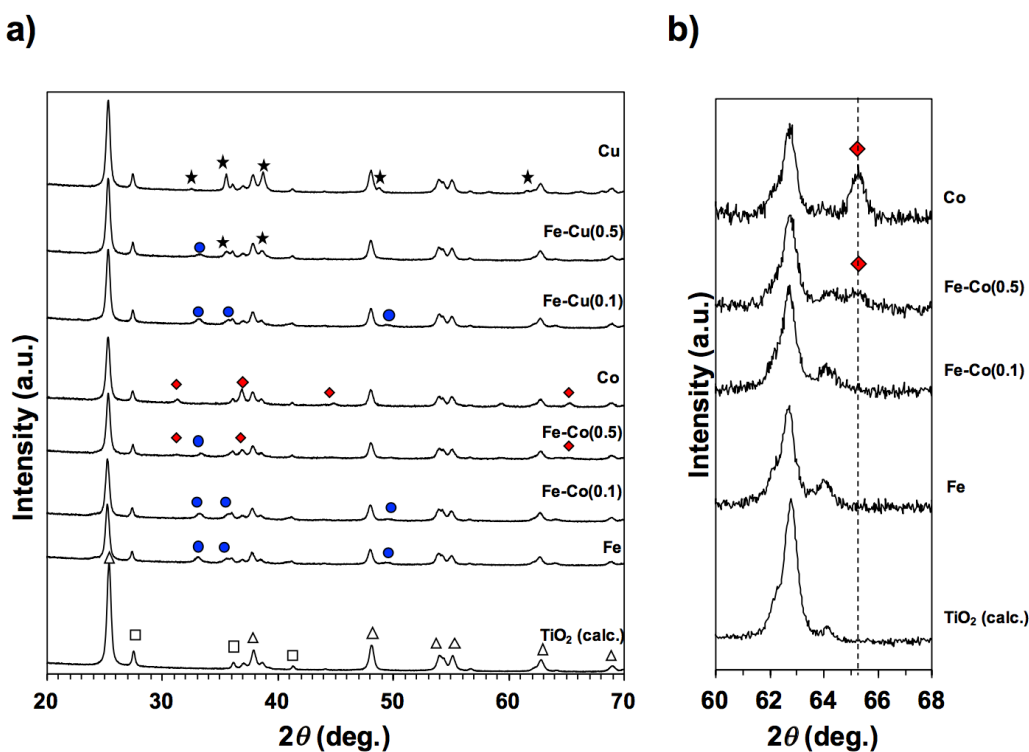 a)
Intensity (a.u.)
Cu
Fe-Cu(0.5)
Fe-Cu(0.1)
Co
Fe-Co(0.5)
Fe-Co(0.1)
Fe
TiO₂ (calc.)
20 30 40 50 60 70
2θ (deg.)
b)
Intensity (a.u.)
Co
Fe-Co(0.5)
Fe-Co(0.1)
Fe
TiO₂ (calc.)
60 62 64 66 68
2θ (deg.)